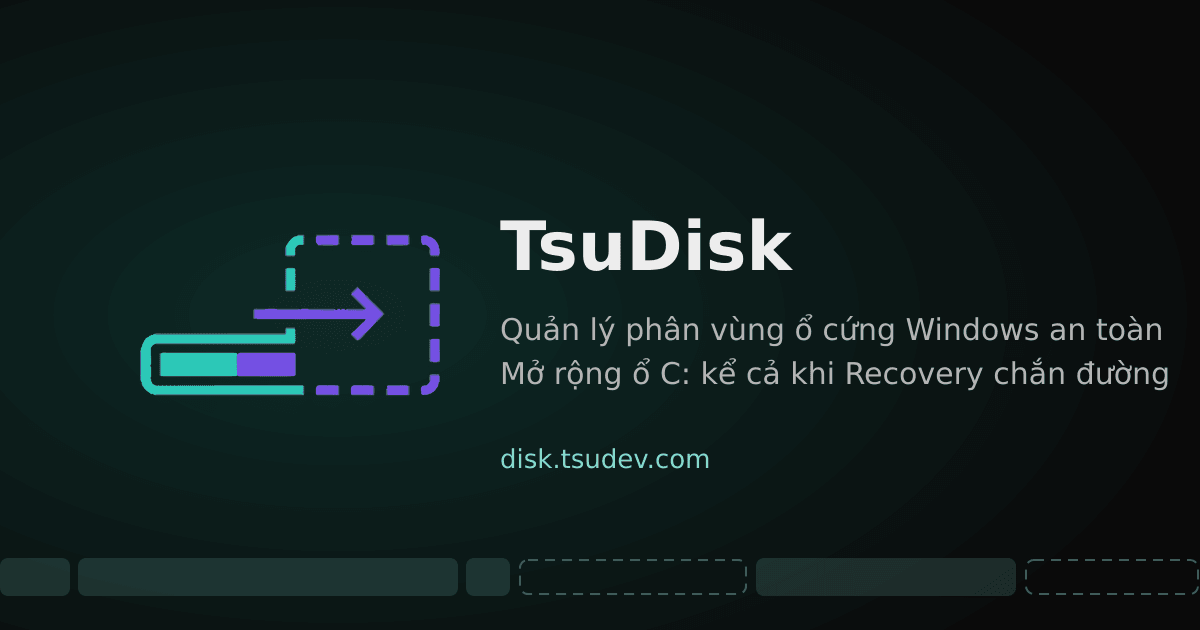 TsuDisk
Quản lý phân vùng ổ cứng Windows an toàn
Mở rộng ổ C: kể cả khi Recovery chắn đường
disk.tsudev.com